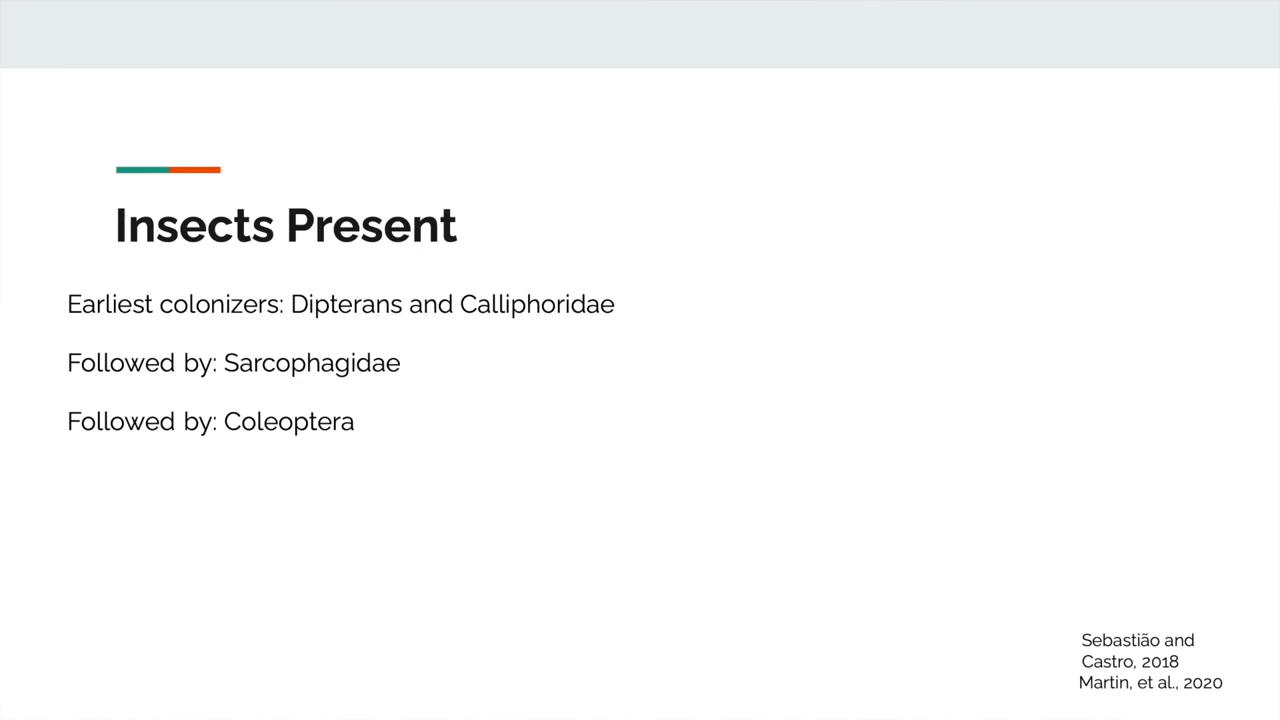 Insects Present
Earliest colonizers: Dipterans and Calliphoridae
Followed by: Sarcophagidae
Followed by: Coleoptera
Sebastião and
Castro, 2018
Martin, et al., 2020